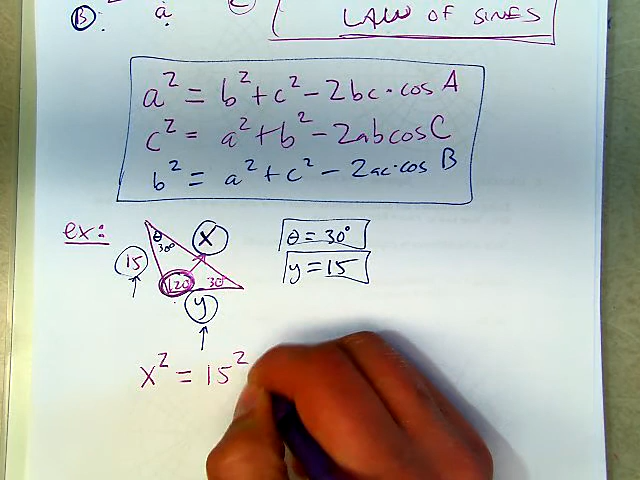 B: a C
LAW OF SINES
a² = b² + c² - 2bc · cos A
c² = a² + b² - 2ab cos C
b² = a² + c² - 2ac · cos B
ex:
θ 30° x
θ = 30°
15
y = 15
120 30
y
x² = 15²